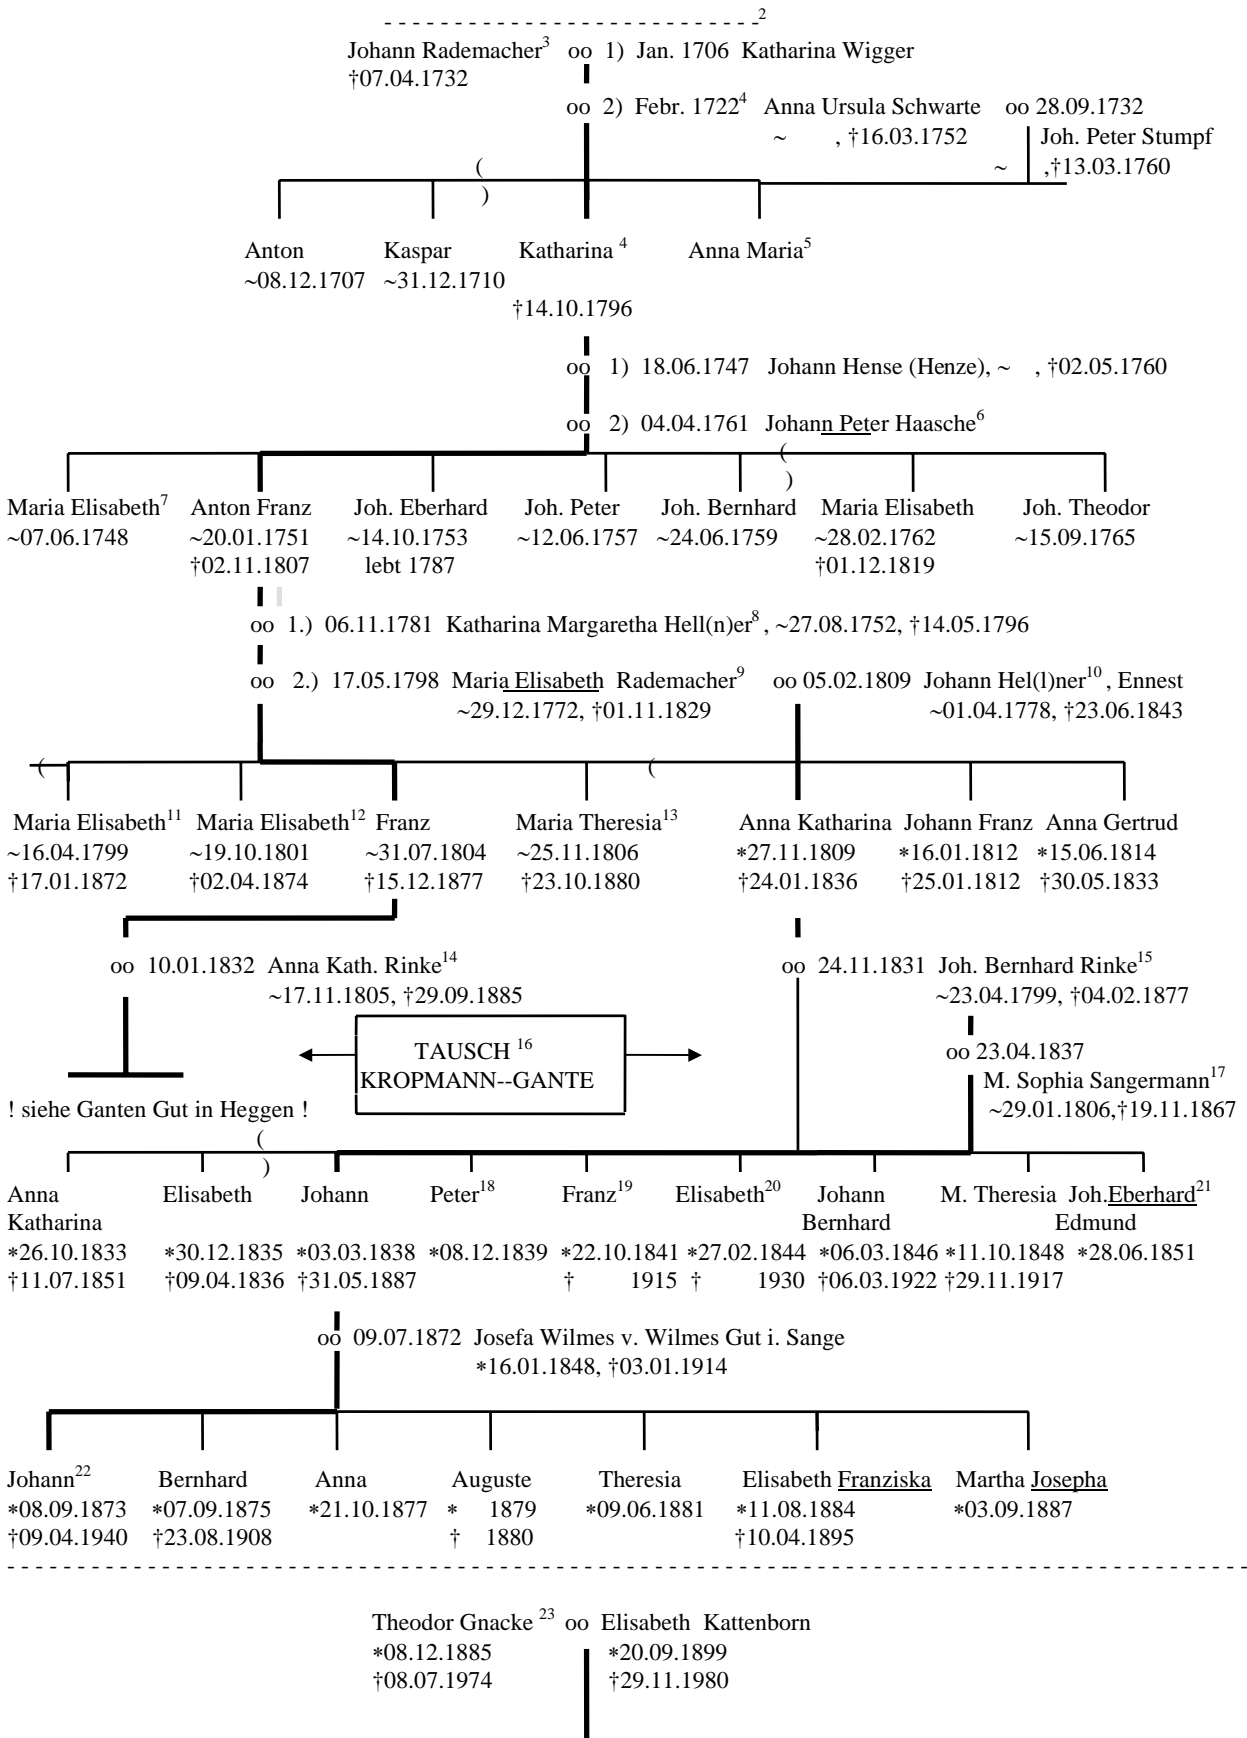 - - - - - - - - - - - - - - - - - - - - - - - - - - -2
Johann Rademacher3 oo 1) Jan. 1706 Katharina Wigger
†07.04.1732
oo 2) Febr. 17224 Anna Ursula Schwarte oo 28.09.1732
~ , †16.03.1752 Joh. Peter Stumpf
~ ,†13.03.1760
( )
Anton Kaspar Katharina 4 Anna Maria5
~08.12.1707 ~31.12.1710
†14.10.1796
oo 1) 18.06.1747 Johann Hense (Henze), ~ , †02.05.1760
oo 2) 04.04.1761 Johann Peter Haasche6
( )
Maria Elisabeth7 Anton Franz Joh. Eberhard Joh. Peter Joh. Bernhard Maria Elisabeth Joh. Theodor
~07.06.1748 ~20.01.1751 ~14.10.1753 ~12.06.1757 ~24.06.1759 ~28.02.1762 ~15.09.1765
†02.11.1807 lebt 1787 †01.12.1819
oo 1.) 06.11.1781 Katharina Margaretha Hell(n)er8, ~27.08.1752, †14.05.1796
oo 2.) 17.05.1798 Maria Elisabeth Rademacher9 oo 05.02.1809 Johann Hel(l)ner10, Ennest
~29.12.1772, †01.11.1829 ~01.04.1778, †23.06.1843
( (
Maria Elisabeth11 Maria Elisabeth12 Franz Maria Theresia13 Anna Katharina Johann Franz Anna Gertrud
~16.04.1799 ~19.10.1801 ~31.07.1804 ~25.11.1806 *27.11.1809 *16.01.1812 *15.06.1814
†17.01.1872 †02.04.1874 †15.12.1877 †23.10.1880 †24.01.1836 †25.01.1812 †30.05.1833
oo 10.01.1832 Anna Kath. Rinke14 oo 24.11.1831 Joh. Bernhard Rinke15
~17.11.1805, †29.09.1885 ~23.04.1799, †04.02.1877
TAUSCH 16 oo 23.04.1837
KROPMANN--GANTE M. Sophia Sangermann17
! siehe Ganten Gut in Heggen ! ~29.01.1806,†19.11.1867
( )
Anna Elisabeth Johann Peter18 Franz19 Elisabeth20 Johann M. Theresia Joh.Eberhard21
Katharina Bernhard Edmund
*26.10.1833 *30.12.1835 *03.03.1838 *08.12.1839 *22.10.1841 *27.02.1844 *06.03.1846 *11.10.1848 *28.06.1851
†11.07.1851 †09.04.1836 †31.05.1887 † 1915 † 1930 †06.03.1922 †29.11.1917
oo 09.07.1872 Josefa Wilmes v. Wilmes Gut i. Sange
*16.01.1848, †03.01.1914
Johann22 Bernhard Anna Auguste Theresia Elisabeth Franziska Martha Josepha
*08.09.1873 *07.09.1875 *21.10.1877 * 1879 *09.06.1881 *11.08.1884 *03.09.1887
†09.04.1940 †23.08.1908 † 1880 †10.04.1895
Theodor Gnacke 23 oo Elisabeth Kattenborn
*08.12.1885 *20.09.1899
†08.07.1974 †29.11.1980